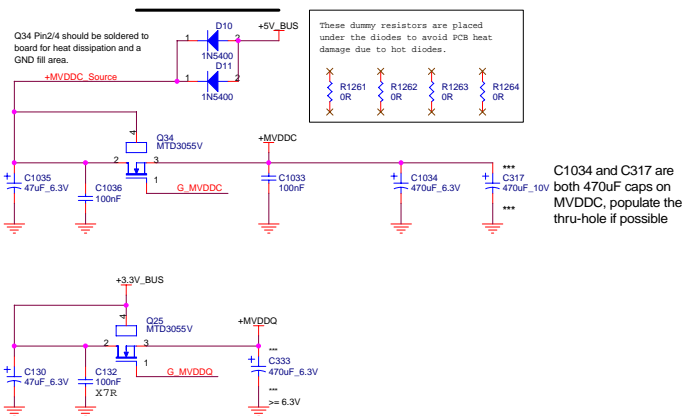 Q34 Pin2/4 should be soldered to
board for heat dissipation and a
GND fill area.
D10
+5V_BUS
1
2
1N5400
D11
1
2
1N5400
+MVDDC_Source
These dummy resistors are placed
under the diodes to avoid PCB heat
damage due to hot diodes.
R1261
0R
R1262
0R
R1263
0R
R1264
0R
4
Q34
MTD3055V
+MVDDC
2
3
1
G_MVDDC
+
C1035
47uF_6.3V
C1036
100nF
C1033
100nF
+
C1034
470uF_6.3V
***
+
C317
470uF_10V
***
C1034 and C317 are
both 470uF caps on
MVDDC, populate the
thru-hole if possible
+3.3V_BUS
4
Q25
MTD3055V
+MVDDQ
2
3
1
G_MVDDQ
+
C130
47uF_6.3V
C132
100nF
X7R
***
+
C333
470uF_6.3V
***
>= 6.3V